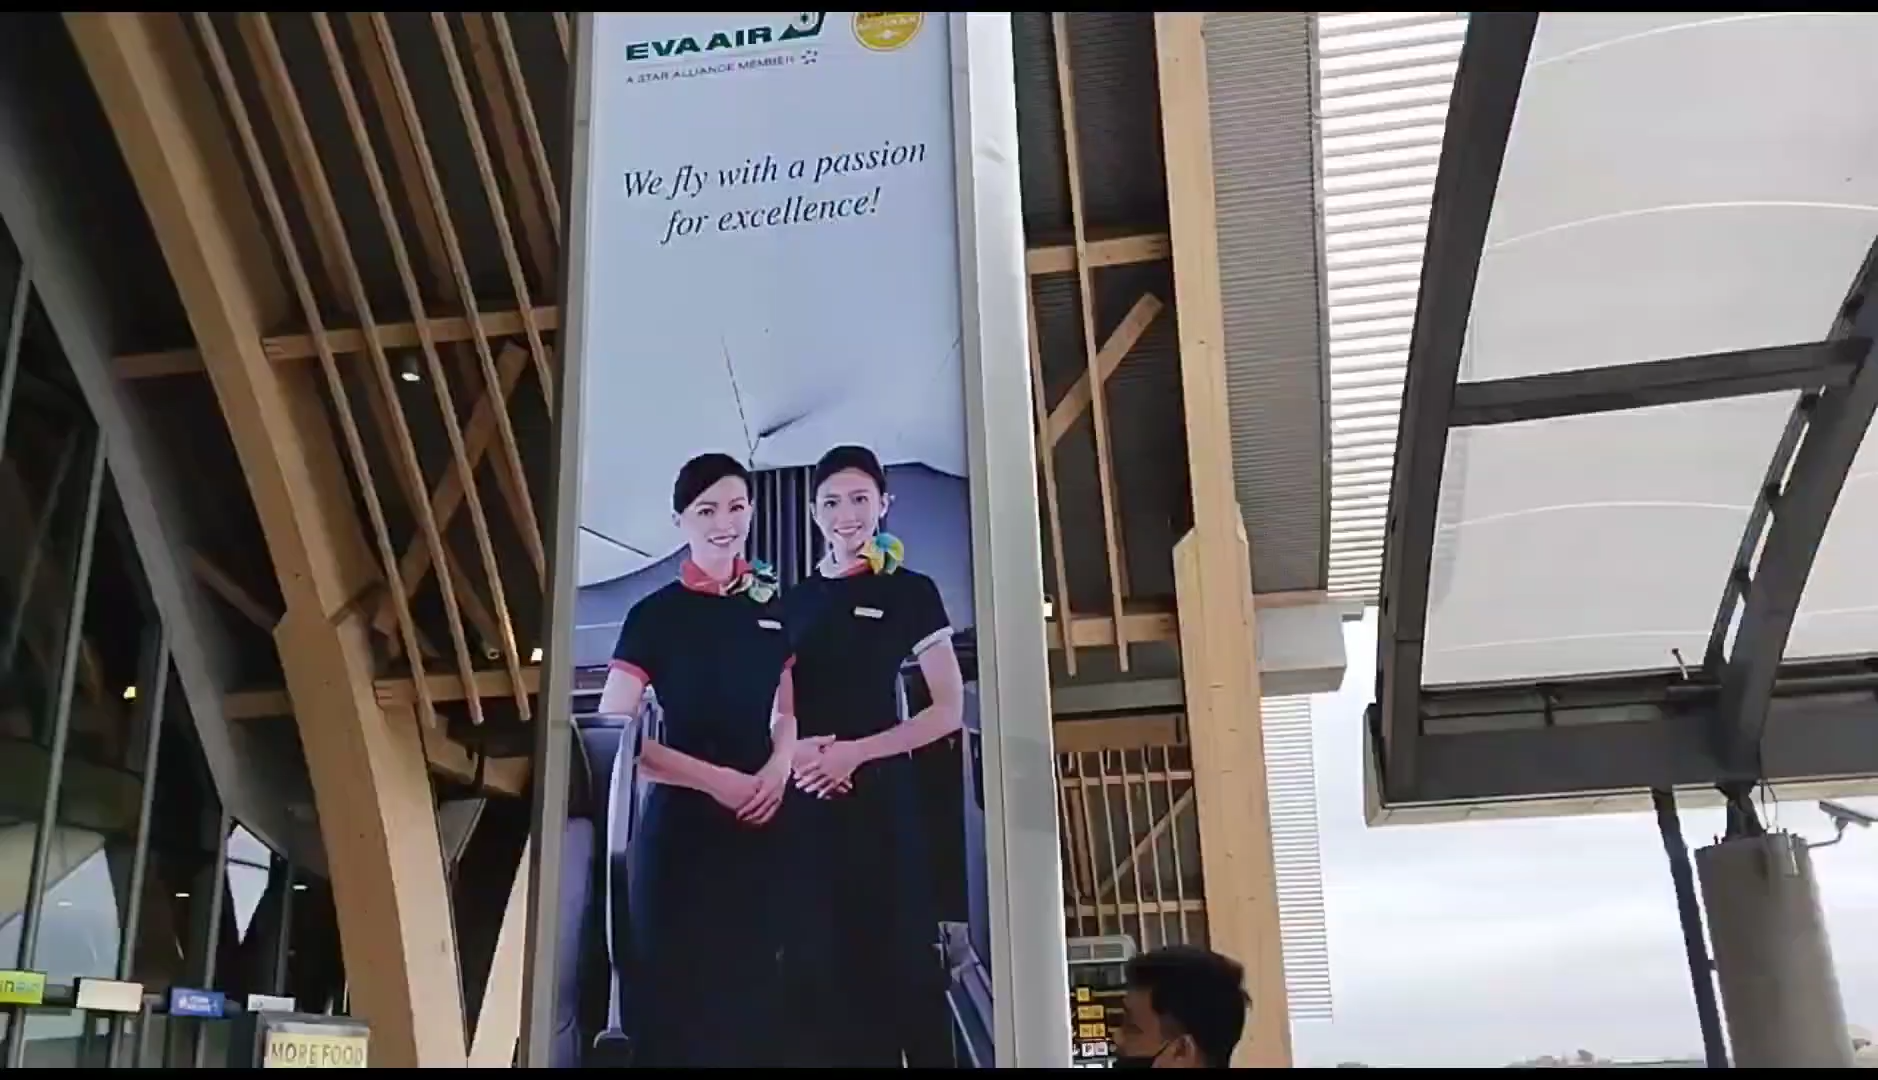 EVA AIR
A STAR ALLIANCE MEMBER
We fly with a passion
for excellence!
MORE FOOD